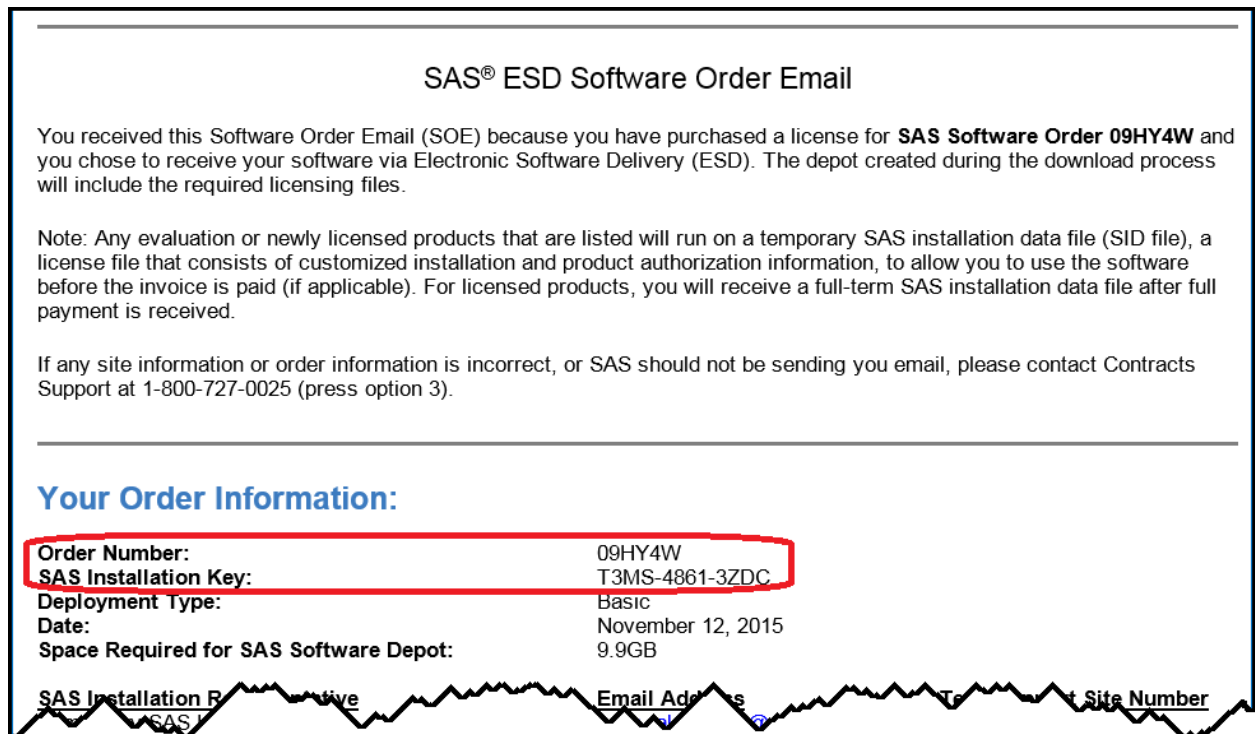 SAS® ESD Software Order Email
You received this Software Order Email (SOE) because you have purchased a license for SAS Software Order 09HY4W and
you chose to receive your software via Electronic Software Delivery (ESD). The depot created during the download process
will include the required licensing files.
Note: Any evaluation or newly licensed products that are listed will run on a temporary SAS installation data file (SID file), a
license file that consists of customized installation and product authorization information, to allow you to use the software
before the invoice is paid (if applicable). For licensed products, you will receive a full-term SAS installation data file after full
payment is received.
If any site information or order information is incorrect, or SAS should not be sending you email, please contact Contracts
Support at 1-800-727-0025 (press option 3).
Your Order Information:
Order Number: 09HY4W
SAS Installation Key: T3MS-4861-3ZDC
Deployment Type: Basic
Date: November 12, 2015
Space Required for SAS Software Depot: 9.9GB
SAS Installation Email Site Number
SAS